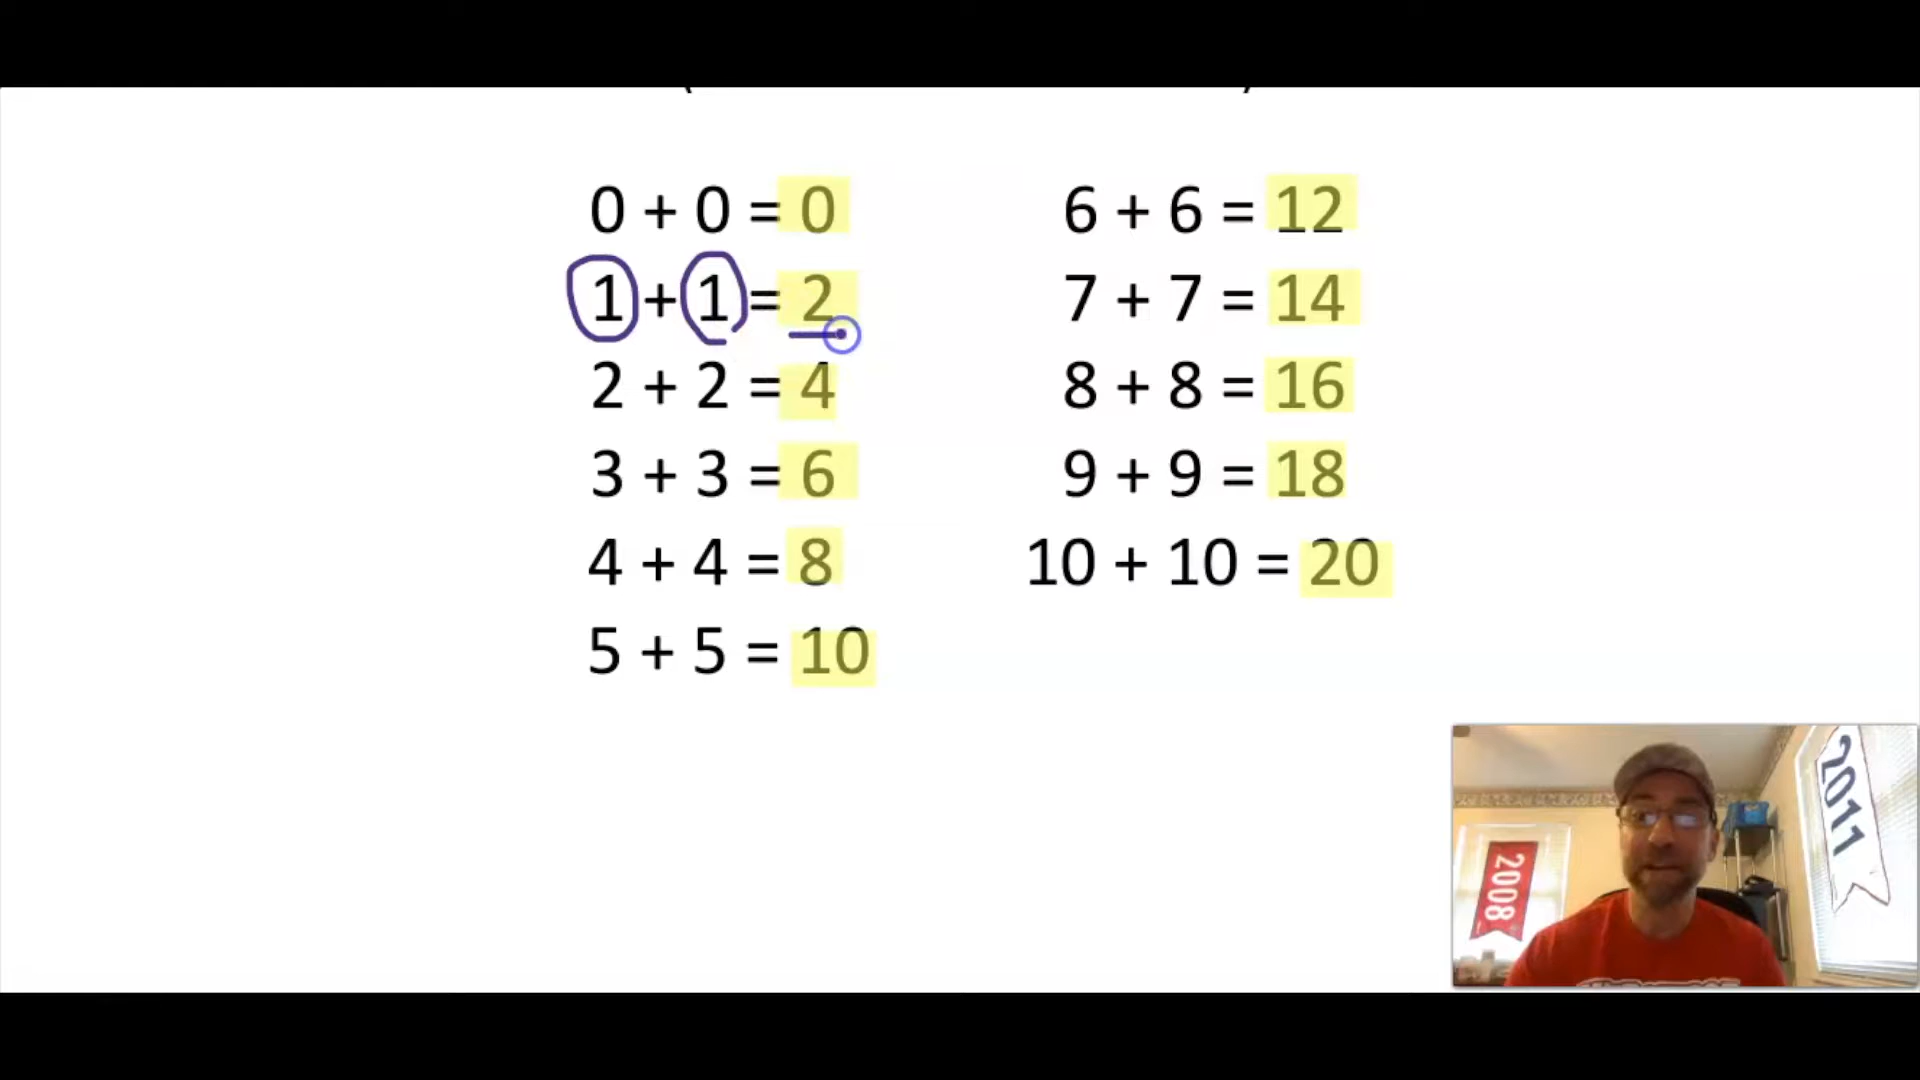 0 + 0 = 0
1 + 1 = 2
2 + 2 = 4
3 + 3 = 6
4 + 4 = 8
5 + 5 = 10
6 + 6 = 12
7 + 7 = 14
8 + 8 = 16
9 + 9 = 18
10 + 10 = 20
2008
2011